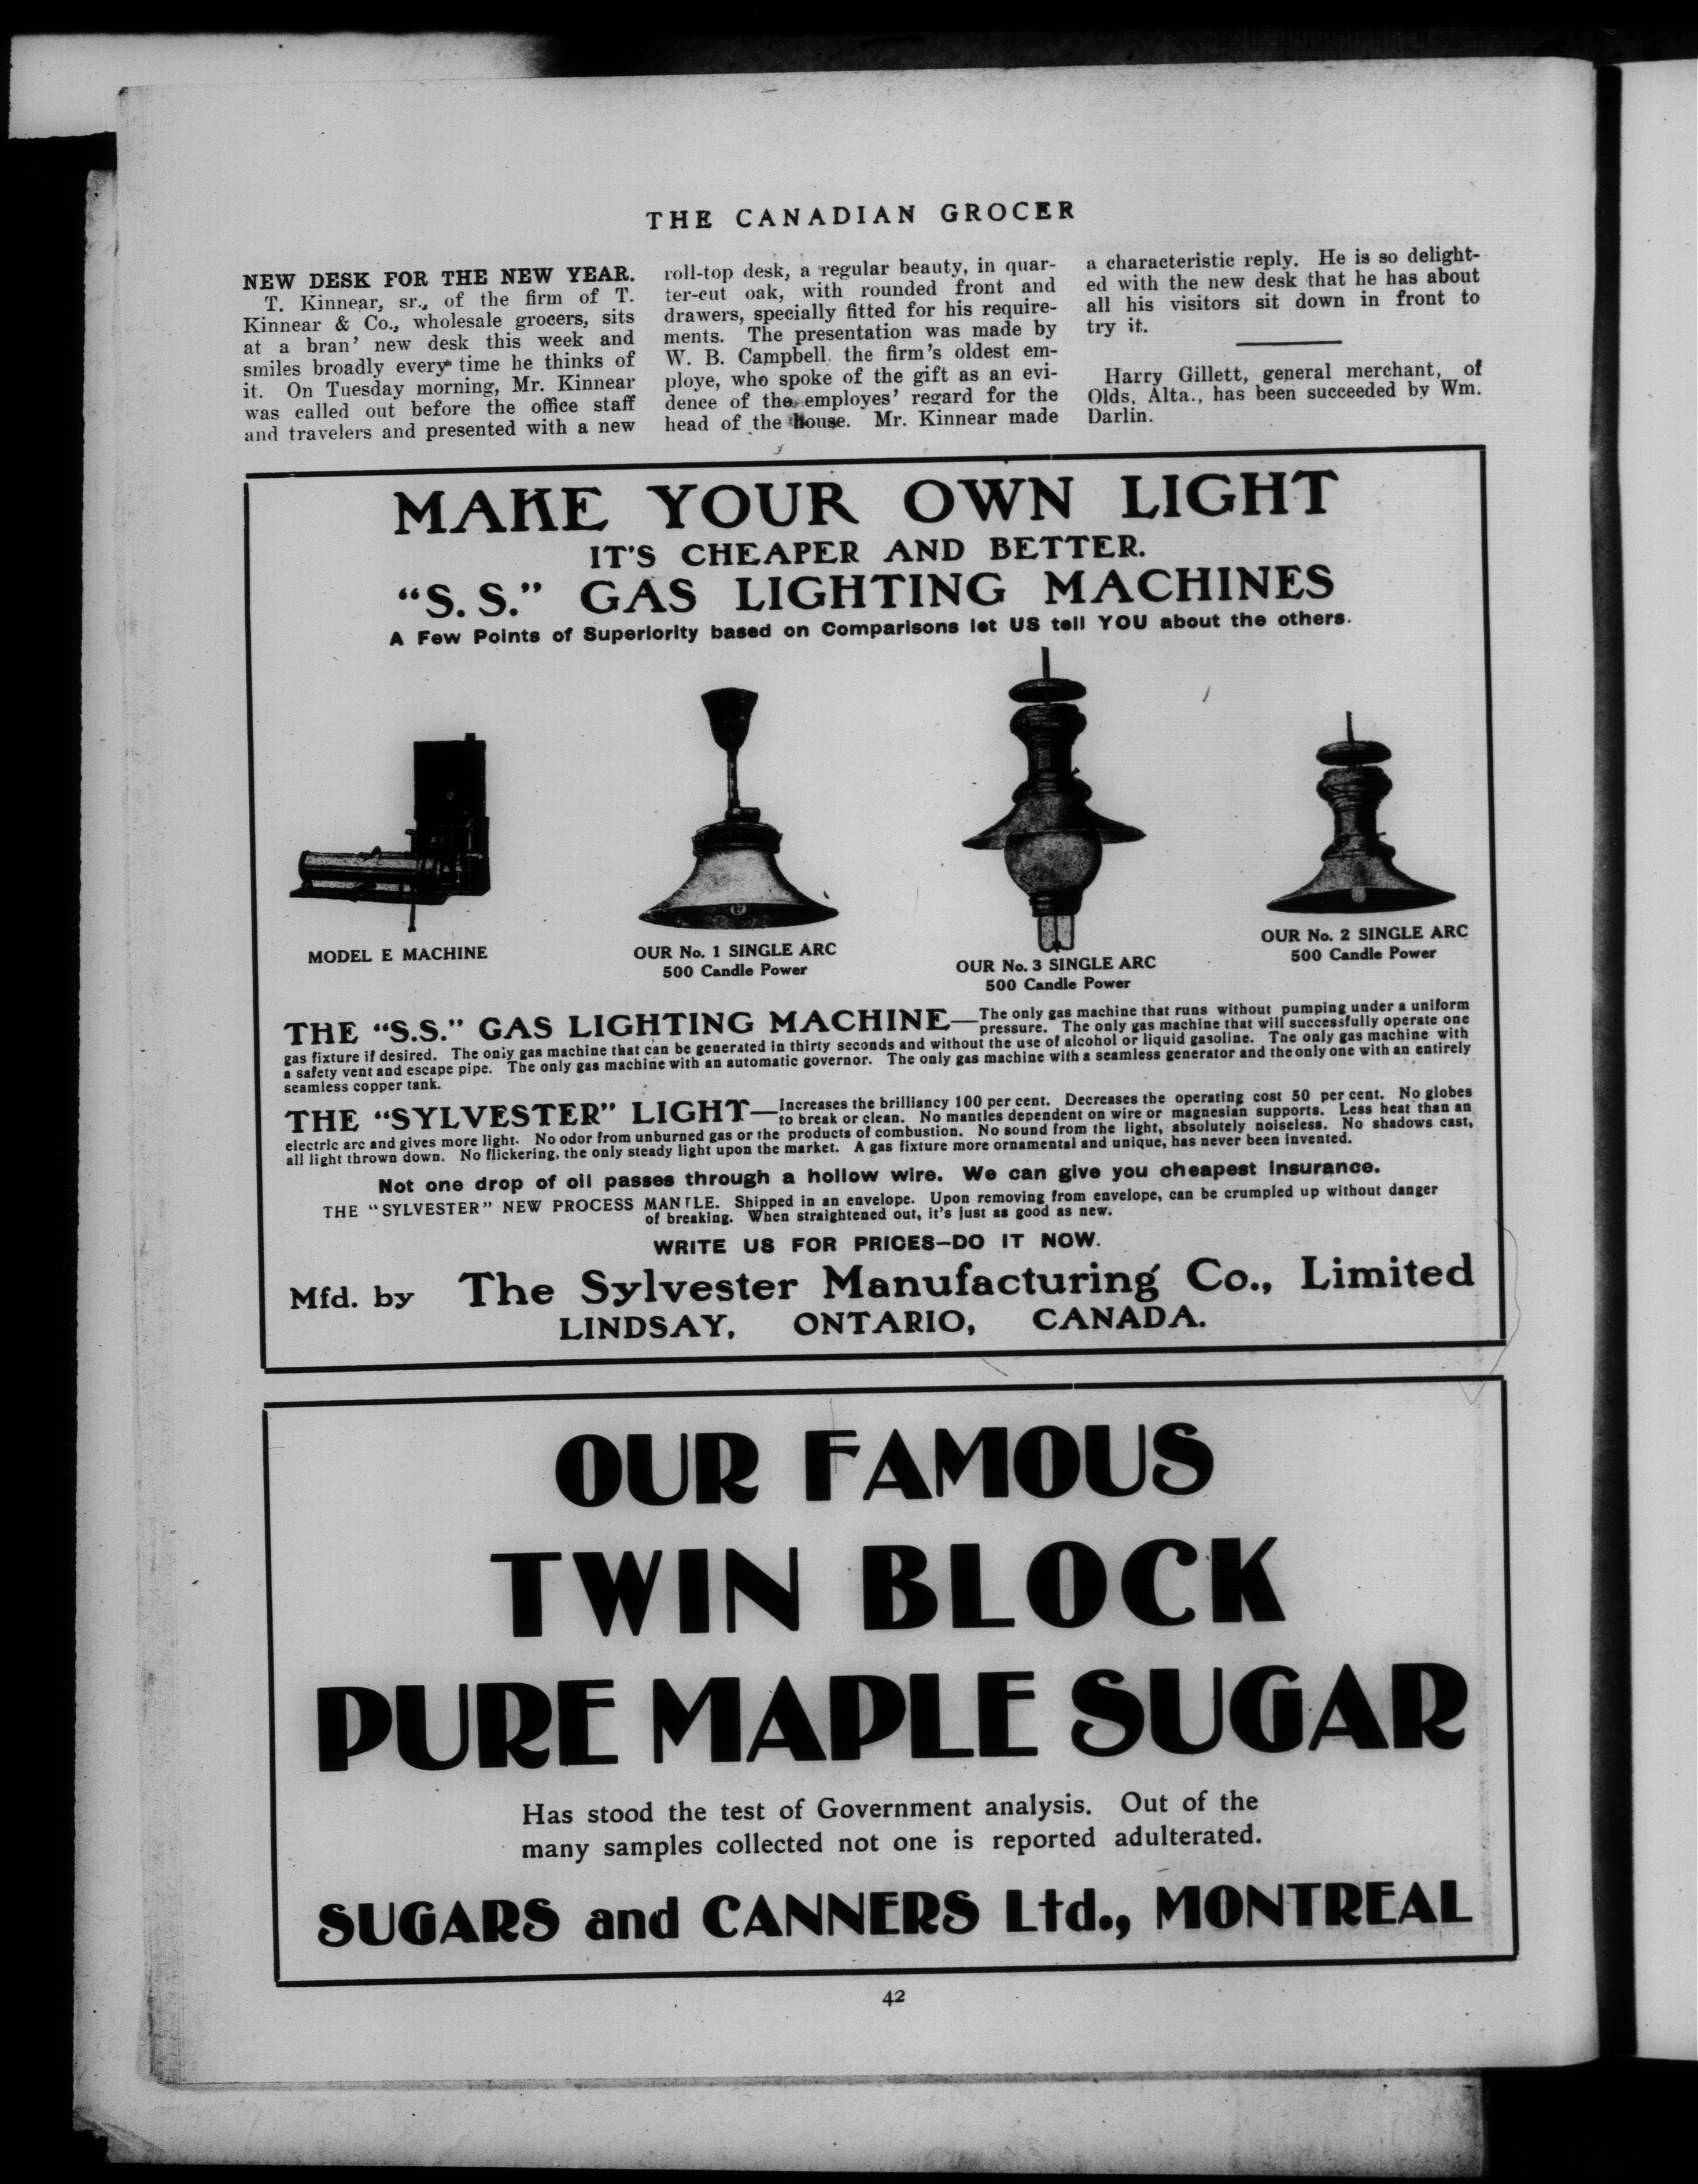 THE CANADIAN GROCER
NEW DESK FOR THE NEW YEAR.
T. Kinnear, sr., of the firm of T.
Kinnear & Co., wholesale grocers, sits
at a bran' new desk this week and
smiles broadly every time he thinks of
it. On Tuesday morning, Mr. Kinnear
was called out before the office staff
and travelers and presented with a new
roll-top desk, a regular beauty, in quar-
ter-cut oak, with rounded front and
drawers, specially fitted for his require-
ments. The presentation was made by
W. B. Campbell. the firm's oldest em-
ploye, who spoke of the gift as an evi-
dence of the employes' regard for the
head of the house. Mr. Kinnear made
a characteristic reply. He is so delight-
ed with the new desk that he has about
all his visitors sit down in front to
try it.
Harry Gillett, general merchant, of
Olds, Alta., has been succeeded by Wm.
Darlin.
MAKE YOUR OWN LIGHT
IT'S CHEAPER AND BETTER.
"S. S." GAS LIGHTING MACHINES
A Few Points of Superiority based on Comparisons let US tell YOU about the others.
MODEL E MACHINE
OUR No. 1 SINGLE ARC
500 Candle Power
OUR No. 3 SINGLE ARC
500 Candle Power
OUR No. 2 SINGLE ARC
500 Candle Power
THE "S.S." GAS LIGHTING MACHINE—The only gas machine that runs without pumping under a uniform
pressure. The only gas machine that will successfully operate one
gas fixture if desired. The only gas machine that can be generated in thirty seconds and without the use of alcohol or liquid gasoline. The only gas machine with
a safety vent and escape pipe. The only gas machine with an automatic governor. The only gas machine with a seamless generator and the only one with an entirely
seamless copper tank.
THE "SYLVESTER" LIGHT—Increases the brilliancy 100 per cent. Decreases the operating cost 50 per cent. No globes
to break or clean. No mantles dependent on wire or magnesian supports. Less heat than an
electric arc and gives more light. No odor from unburned gas or the products of combustion. No sound from the light, absolutely noiseless. No shadows cast,
all light thrown down. No flickering, the only steady light upon the market. A gas fixture more ornamental and unique, has never been invented.
Not one drop of oil passes through a hollow wire. We can give you cheapest insurance.
THE "SYLVESTER" NEW PROCESS MANTLE. Shipped in an envelope. Upon removing from envelope, can be crumpled up without danger
of breaking. When straightened out, it's just as good as new.
WRITE US FOR PRICES—DO IT NOW.
Mfd. by The Sylvester Manufacturing Co., Limited
LINDSAY, ONTARIO, CANADA.
OUR FAMOUS
TWIN BLOCK
PURE MAPLE SUGAR
Has stood the test of Government analysis. Out of the
many samples collected not one is reported adulterated.
SUGARS and CANNERS Ltd., MONTREAL
42